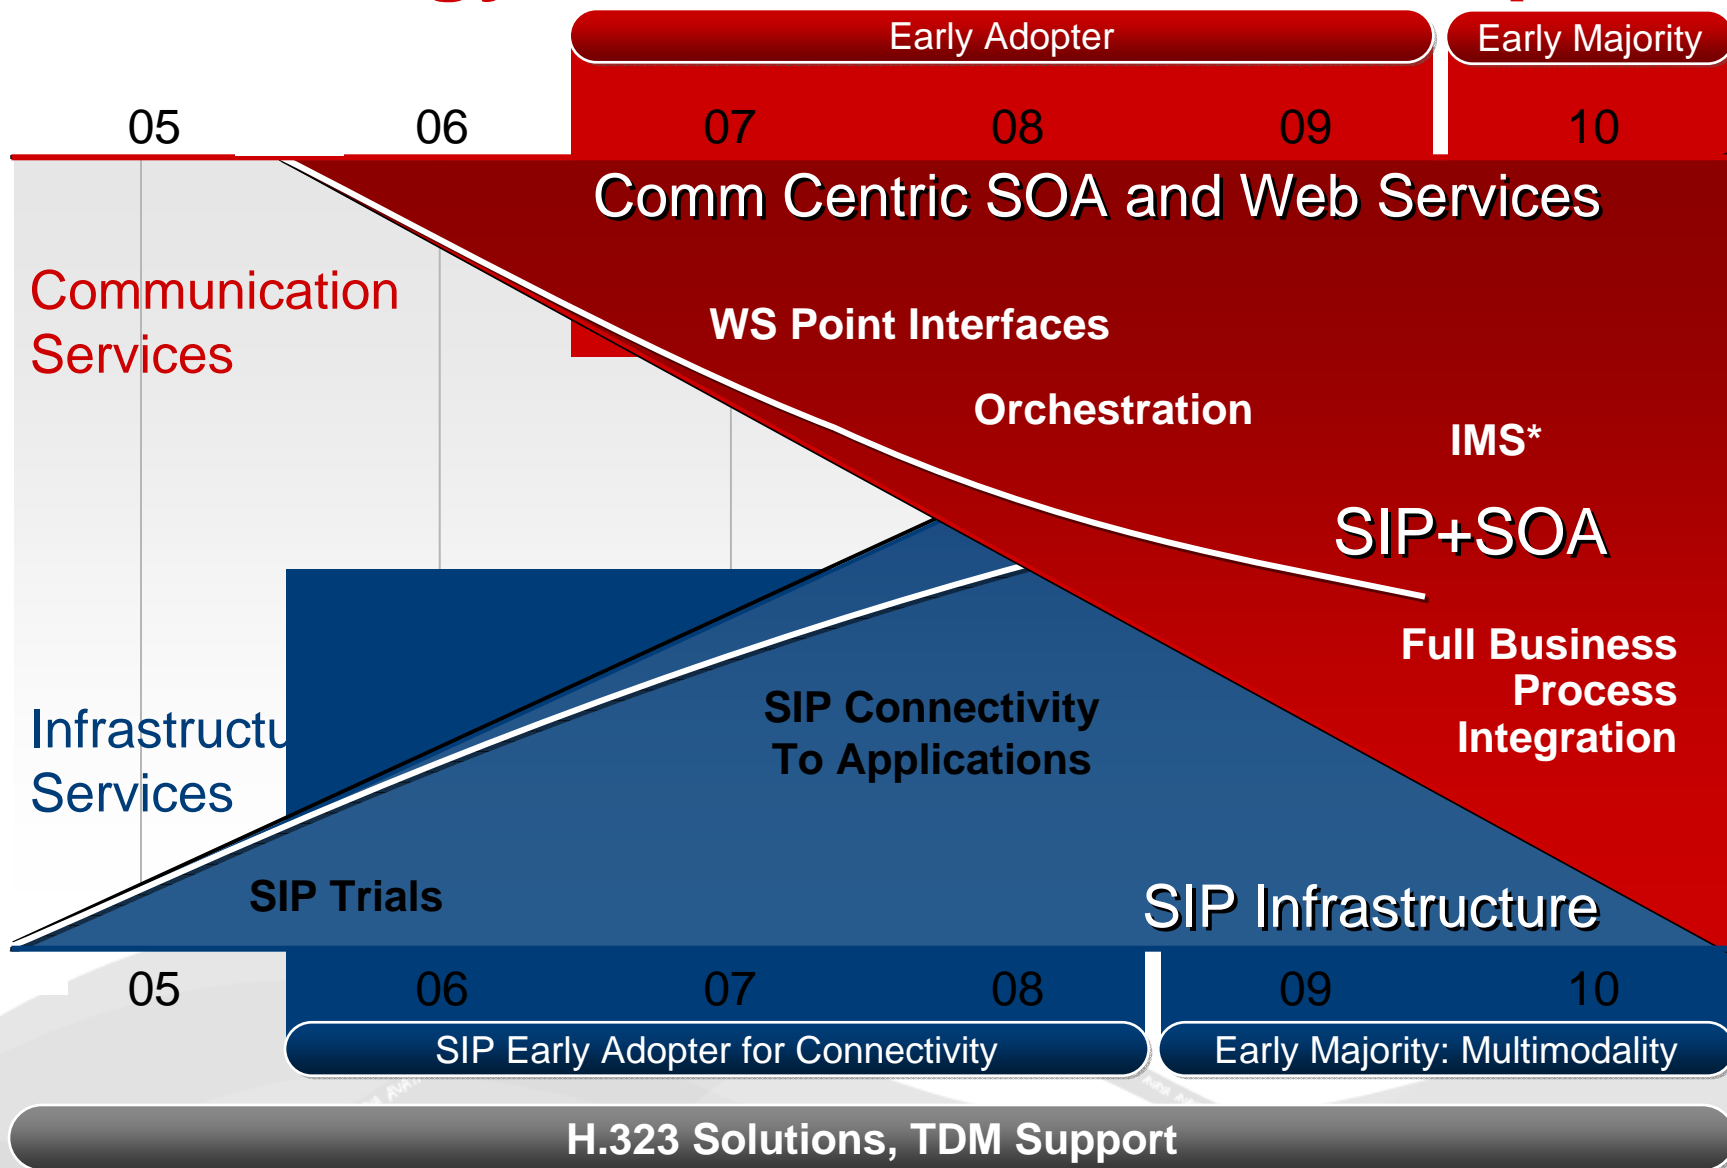 Early Adopter
Early Majority
05 06 07 08 09 10
Comm Centric SOA and Web Services
Communication
Services
WS Point Interfaces
Orchestration
IMS*
SIP+SOA
Full Business
Process
Integration
SIP Connectivity
To Applications
Infrastructu
Services
SIP Trials
SIP Infrastructure
05 06 07 08 09 10
SIP Early Adopter for Connectivity
Early Majority: Multimodality
H.323 Solutions, TDM Support